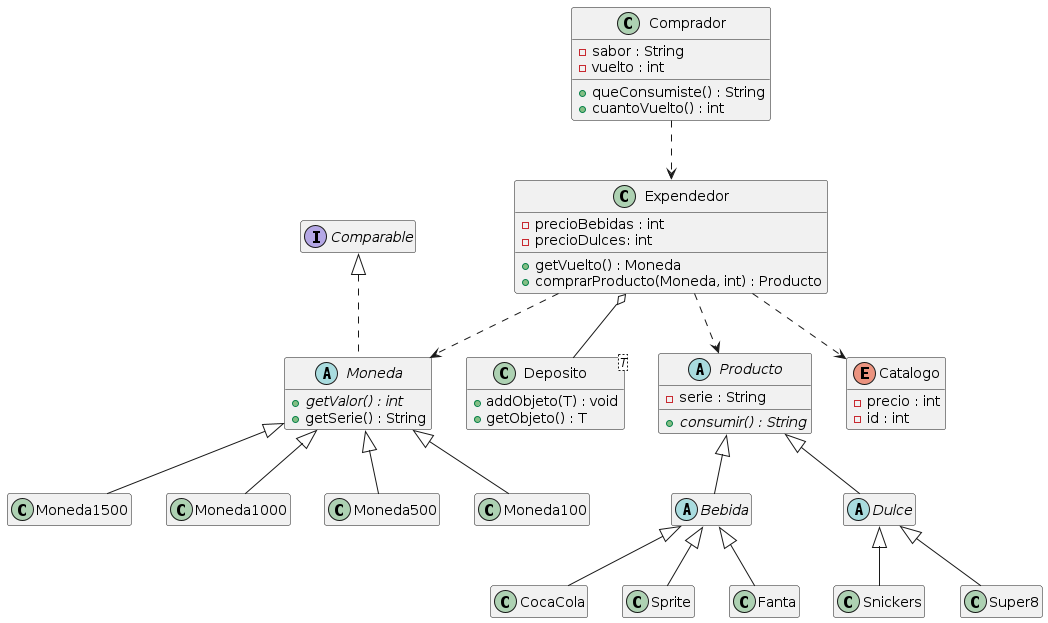 C Comprador
sabor : String
vuelto : int
queConsumiste() : String
cuantoVuelto() : int
C Expendedor
precioBebidas : int
precioDulces: int
getVuelto() : Moneda
comprarProducto(Moneda, int) : Producto
I Comparable
A Moneda
getValor() : int
getSerie() : String
C Deposito
T
addObjeto(T) : void
getObjeto() : T
A Producto
serie : String
consumir() : String
E Catalogo
precio : int
id : int
C Moneda1500
C Moneda1000
C Moneda500
C Moneda100
A Bebida
A Dulce
C CocaCola
C Sprite
C Fanta
C Snickers
C Super8